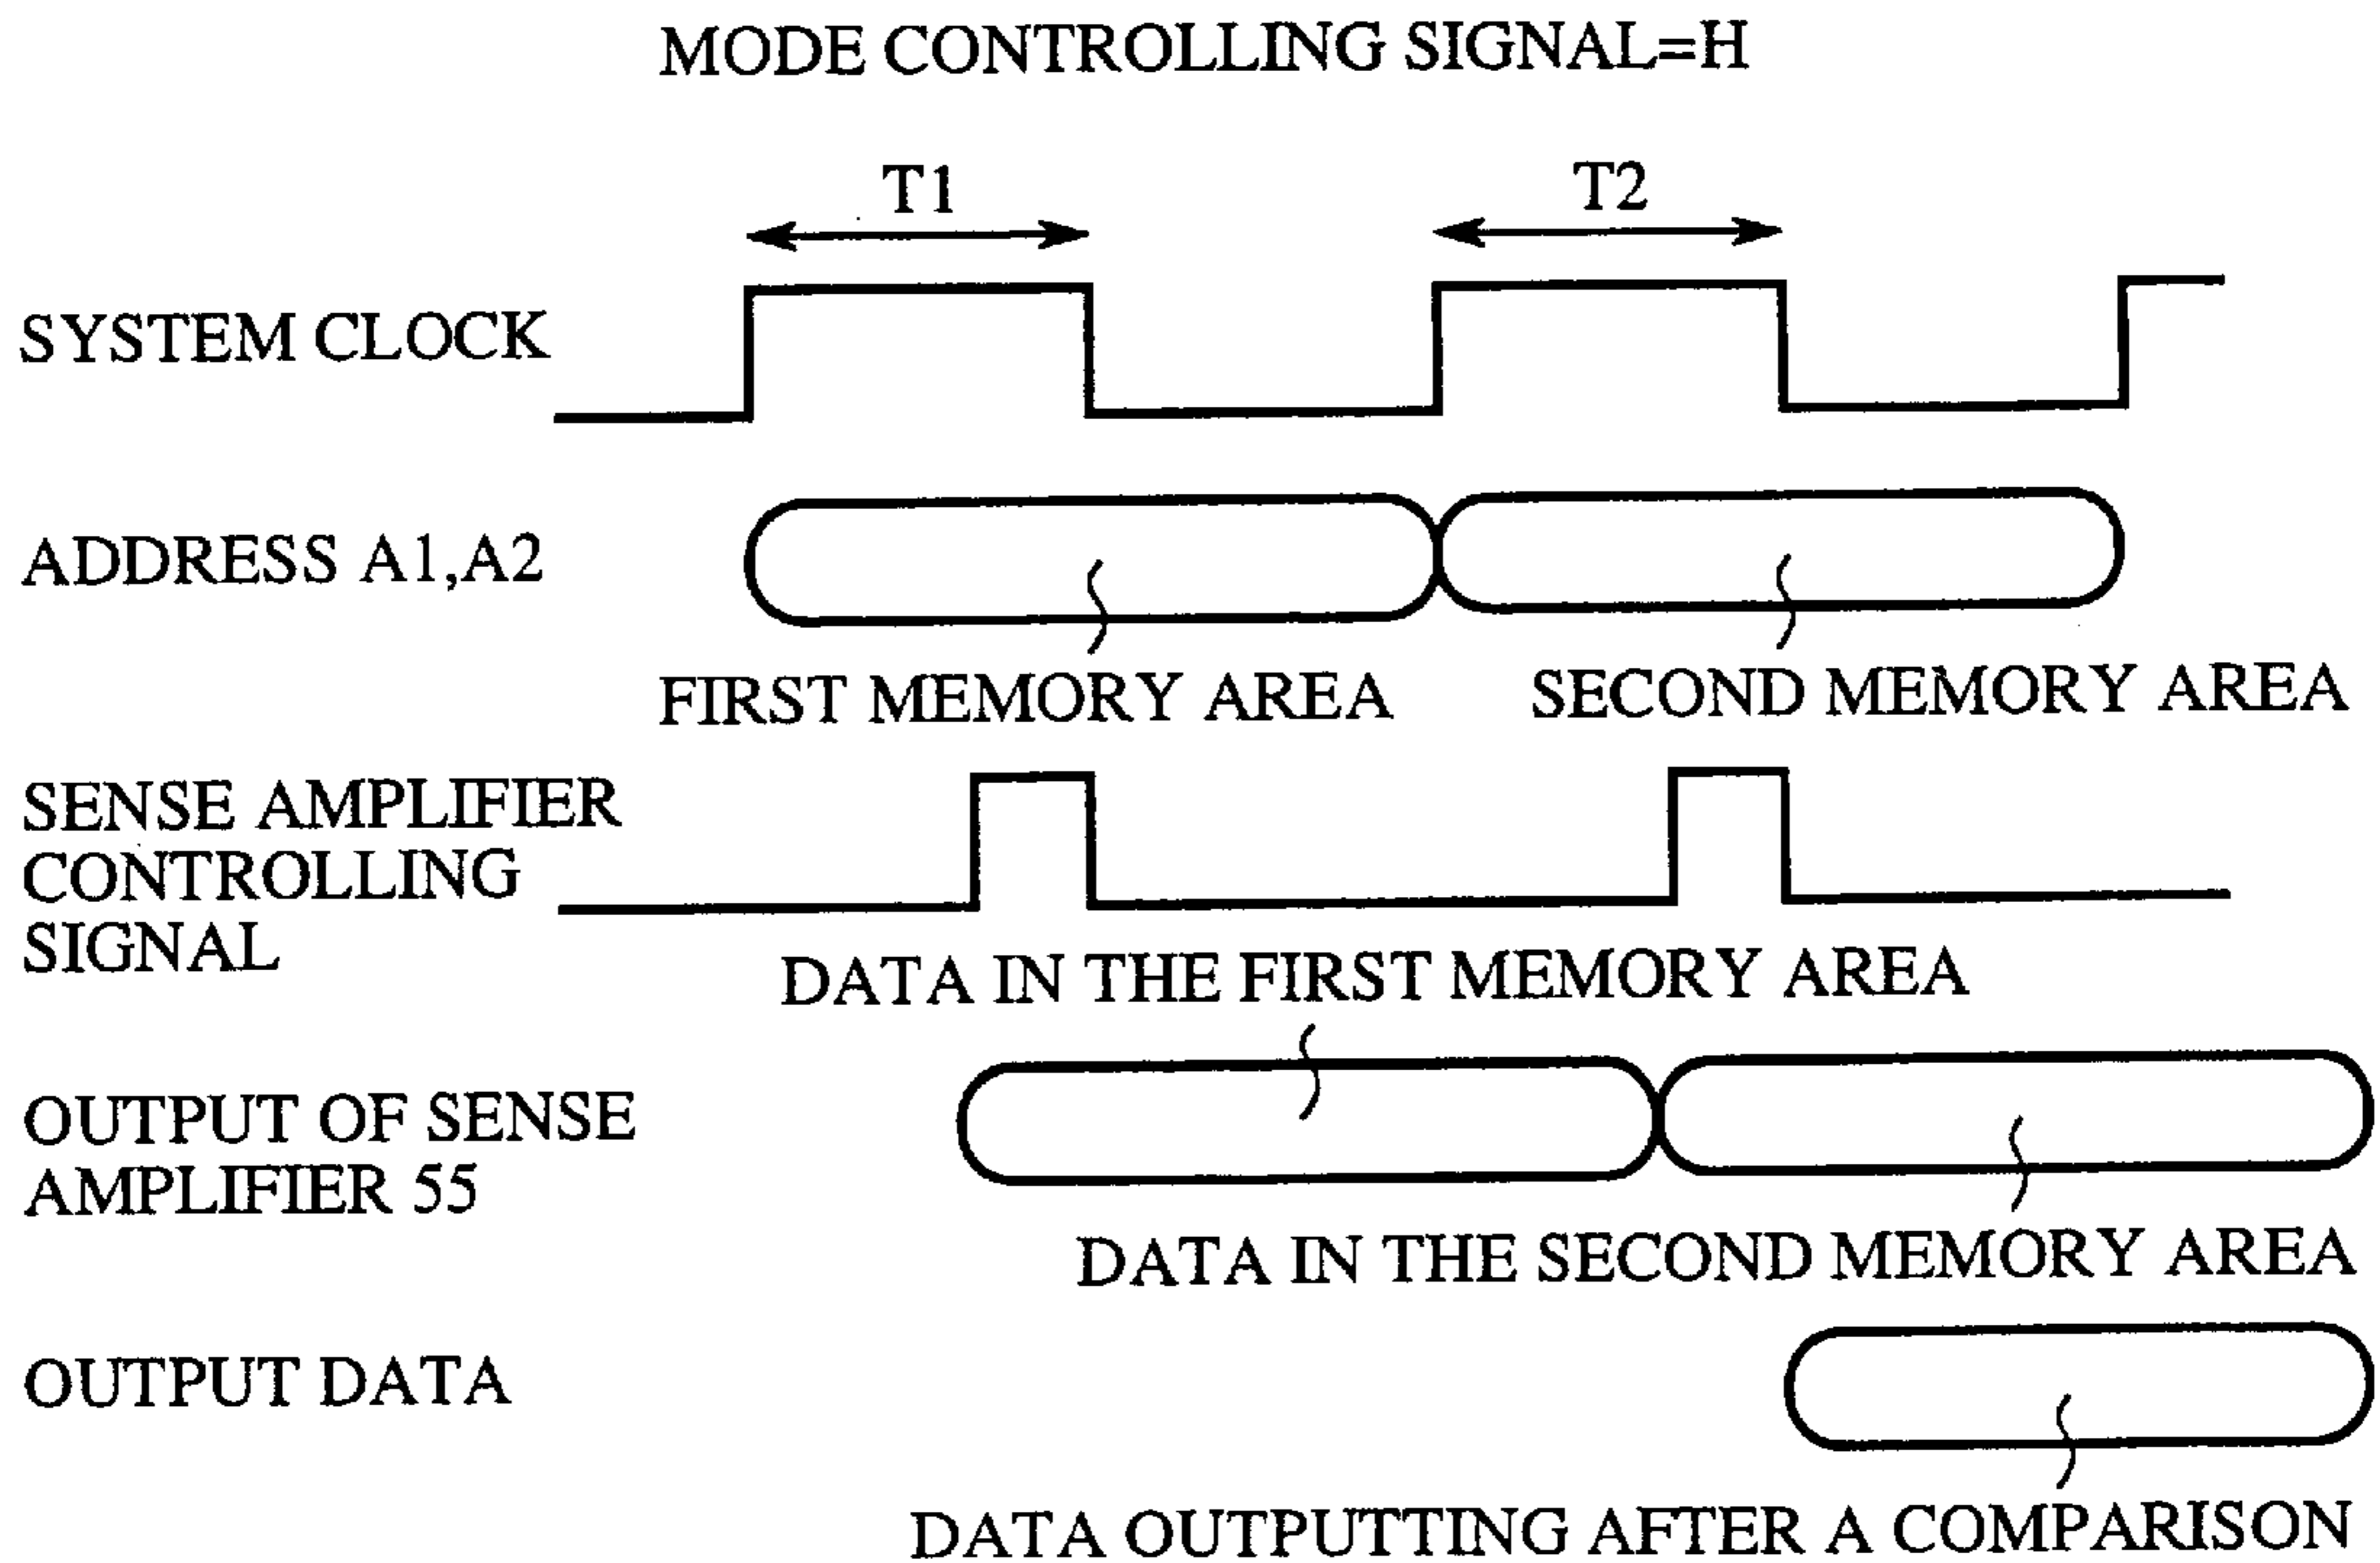 MODE CONTROLLING SIGNAL=H
T1
T2
SYSTEM CLOCK
ADDRESS A1,A2
FIRST MEMORY AREA
SECOND MEMORY AREA
SENSE AMPLIFIER
CONTROLLING
SIGNAL
DATA IN THE FIRST MEMORY AREA
OUTPUT OF SENSE
AMPLIFIER 55
DATA IN THE SECOND MEMORY AREA
OUTPUT DATA
DATA OUTPUTTING AFTER A COMPARISON